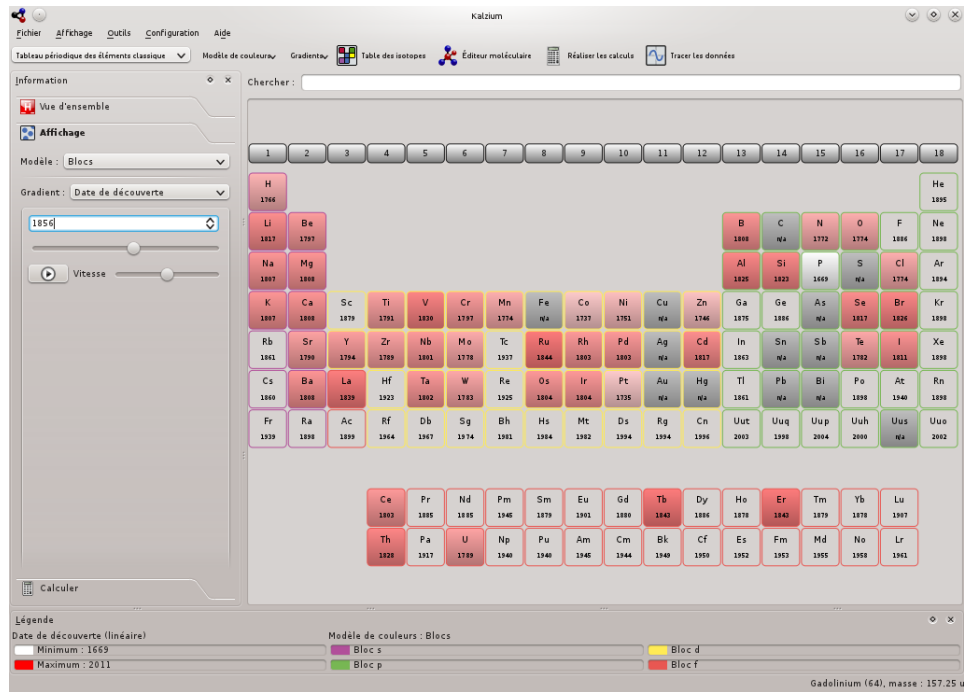 Kalzium
Fichier Affichage Outils Configuration Aide
Tableau périodique des éléments classique Modèle de couleurs Gradients Table des isotopes Éditeur moléculaire Réaliser les calculs Tracer les données
Information
Chercher :
Vue d'ensemble
Affichage
Modèle : Blocs
Gradient : Date de découverte
1856
Vitesse
Calculer
1 2 3 4 5 6 7 8 9 10 11 12 13 14 15 16 17 18
H He
1766 1895
Li Be B C N O F Ne
1817 1797 1808 n/a 1772 1774 1886 1898
Na Mg Al Si P S Cl Ar
1807 1808 1825 1823 1669 n/a 1774 1894
K Ca Sc Ti V Cr Mn Fe Co Ni Cu Zn Ga Ge As Se Br Kr
1807 1808 1879 1791 1830 1797 1774 n/a 1737 1751 n/a 1746 1875 1886 n/a 1817 1826 1898
Rb Sr Y Zr Nb Mo Tc Ru Rh Pd Ag Cd In Sn Sb Te I Xe
1861 1790 1794 1789 1801 1778 1937 1844 1803 1803 n/a 1817 1863 n/a n/a 1782 1811 1898
Cs Ba La Hf Ta W Re Os Ir Pt Au Hg Tl Pb Bi Po At Rn
1860 1808 1839 1923 1802 1783 1925 1804 1804 1735 n/a n/a 1861 n/a n/a 1898 1940 1898
Fr Ra Ac Rf Db Sg Bh Hs Mt Ds Rg Cn Uut Uuq Uup Uuh Uus Uuo
1939 1898 1899 1964 1967 1974 1981 1984 1982 1994 1994 1996 2003 1998 2004 2000 n/a 2002
Ce Pr Nd Pm Sm Eu Gd Tb Dy Ho Er Tm Yb Lu
1803 1885 1885 1945 1879 1901 1880 1843 1886 1878 1843 1879 1878 1907
Th Pa U Np Pu Am Cm Bk Cf Es Fm Md No Lr
1828 1917 1789 1940 1940 1945 1944 1949 1950 1952 1953 1955 1958 1961
Légende
Date de découverte (linéaire) Modèle de couleurs : Blocs
Minimum : 1669 Bloc s Bloc d
Maximum : 2011 Bloc p Bloc f
Gadolinium (64), masse : 157.25 u